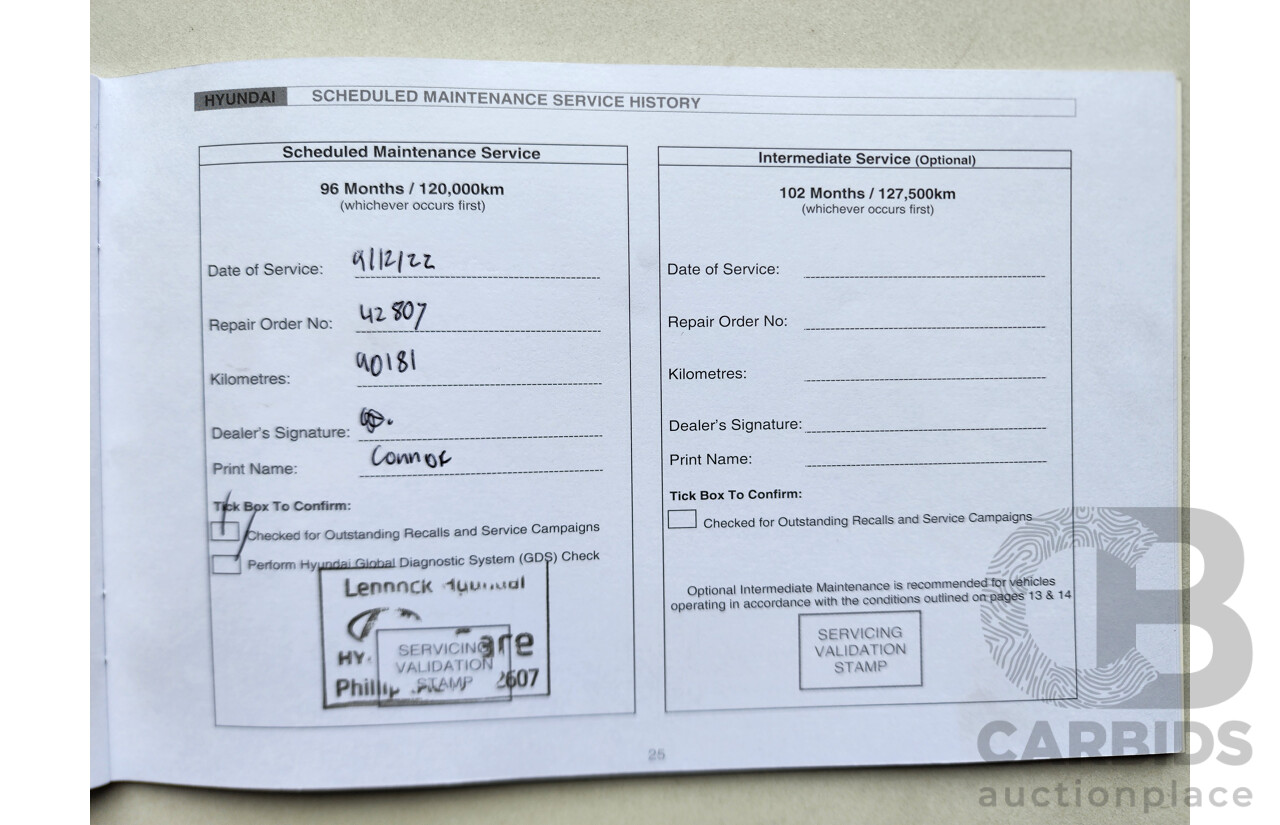 HYUNDAI SCHEDULED MAINTENANCE SERVICE HISTORY
Scheduled Maintenance Service
96 Months / 120,000km
(whichever occurs first)
Date of Service: 9/12/22
Repair Order No: 42807
Kilometres: 90181
Dealer's Signature:
Print Name: Connor
Tick Box To Confirm:
Checked for Outstanding Recalls and Service Campaigns
Perform Hyundai Global Diagnostic System (GDS) Check
SERVICING
VALIDATION
STAMP
Phillip 2607
Intermediate Service (Optional)
102 Months / 127,500km
(whichever occurs first)
Date of Service:
Repair Order No:
Kilometres:
Dealer's Signature:
Print Name:
Tick Box To Confirm:
Checked for Outstanding Recalls and Service Campaigns
Optional Intermediate Maintenance is recommended for vehicles
operating in accordance with the conditions outlined on pages 13 & 14
SERVICING
VALIDATION
STAMP
25
CB
CARBIDS
auctionplace